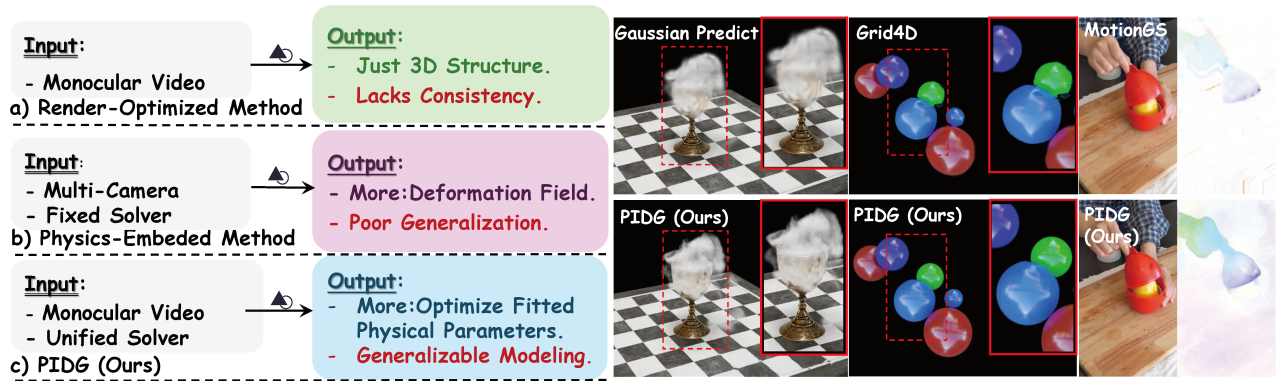 Input:
- Monocular Video
Output:
- Just 3D Structure.
- Lacks Consistency.
a) Render-Optimized Method
Input:
- Multi-Camera
- Fixed Solver
Output:
- More:Deformation Field.
- Poor Generalization.
b) Physics-Embeded Method
Input:
- Monocular Video
- Unified Solver
Output:
- More:Optimize Fitted
Physical Parameters.
- Generalizable Modeling.
c) PIDG (Ours)
Gaussian Predict
Grid4D
MotionGS
PIDG (Ours)
PIDG (Ours)
PIDG
(Ours)